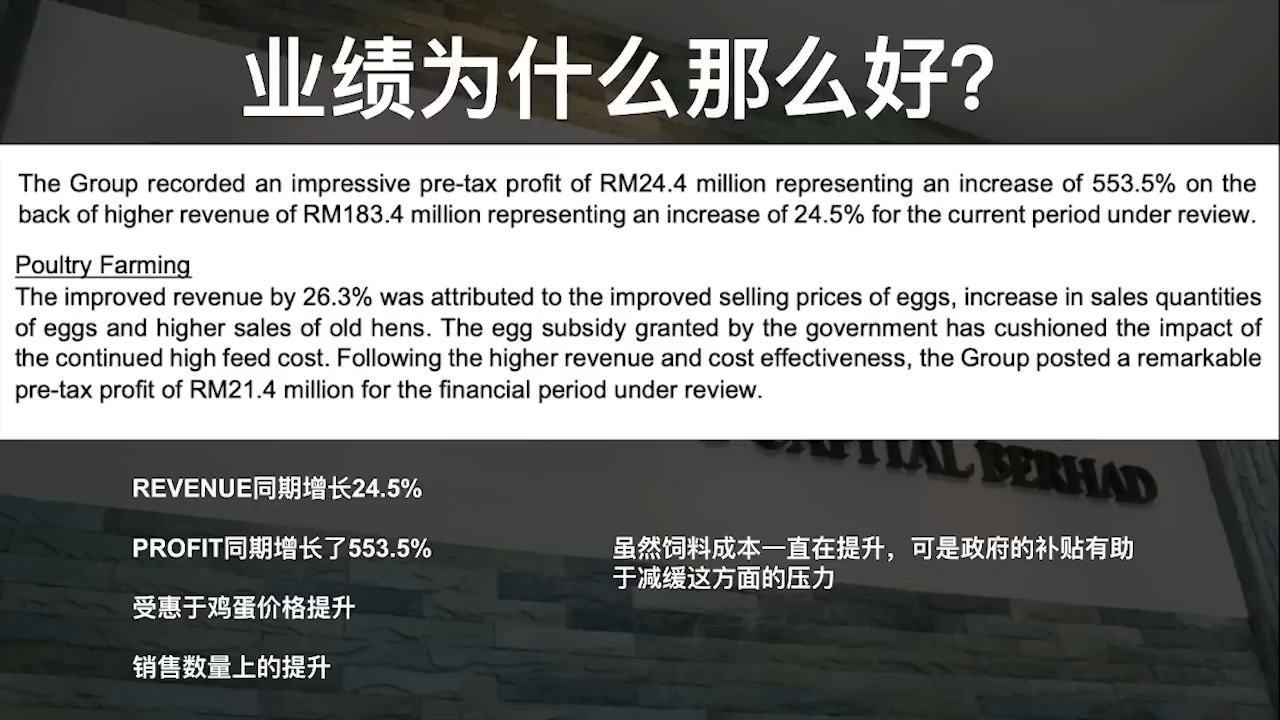 业绩为什么那么好?
The Group recorded an impressive pre-tax profit of RM24.4 million representing an increase of 553.5% on the
back of higher revenue of RM183.4 million representing an increase of 24.5% for the current period under review.
Poultry Farming
The improved revenue by 26.3% was attributed to the improved selling prices of eggs, increase in sales quantities
of eggs and higher sales of old hens. The egg subsidy granted by the government has cushioned the impact of
the continued high feed cost. Following the higher revenue and cost effectiveness, the Group posted a remarkable
pre-tax profit of RM21.4 million for the financial period under review.
CAPITAL BERHAD
REVENUE同期增长24.5%
PROFIT同期增长了553.5%
受惠于鸡蛋价格提升
销售数量上的提升
虽然饲料成本一直在提升，可是政府的补贴有助
于减缓这方面的压力